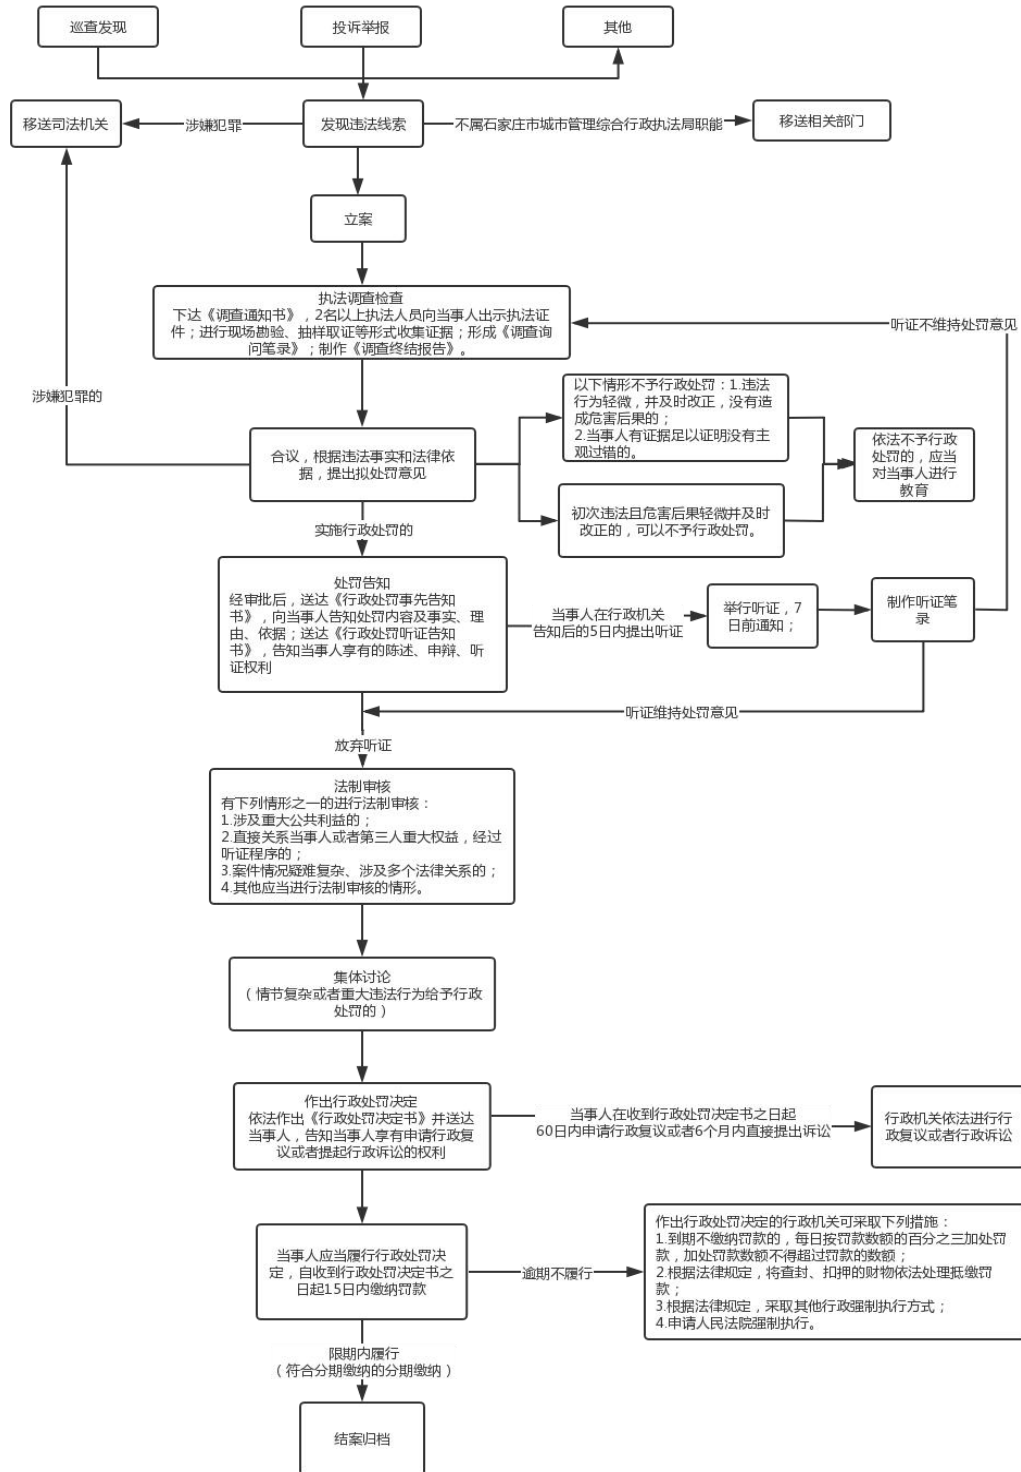 巡查发现
投诉举报
其他
移送司法机关
涉嫌犯罪
发现违法线索
不属石家庄市城市管理综合行政执法局职能
移送相关部门
立案
执法调查检查
下达《调查通知书》，2名以上执法人员向当事人出示执法证
件；进行现场勘验、抽样取证等形式收集证据；形成《调查询
问笔录》；制作《调查终结报告》。
听证不维持处罚意见
涉嫌犯罪的
以下情形不予行政处罚：1.违法
行为轻微，并及时改正，没有造
成危害后果的；
2.当事人有证据足以证明没有主
观过错的。
合议，根据违法事实和法律依
据，提出拟处罚意见
依法不予行政
处罚的，应当
对当事人进行
教育
初次违法且危害后果轻微并及时
改正的，可以不予行政处罚。
实施行政处罚的
处罚告知
经审批后，送达《行政处罚事先告知
书》，向当事人告知处罚内容及事实、理
由、依据；送达《行政处罚听证告知
书》，告知当事人享有的陈述、申辩、听
证权利
当事人在行政机关
告知后的5日内提出听证
举行听证，7
日前通知；
制作听证笔
录
听证维持处罚意见
放弃听证
法制审核
有下列情形之一的进行法制审核：
1.涉及重大公共利益的；
2.直接关系当事人或者第三人重大权益，经过
听证程序的；
3.案件情况疑难复杂、涉及多个法律关系的；
4.其他应当进行法制审核的情形。
集体讨论
（情节复杂或者重大违法行为给予行政
处罚的）
作出行政处罚决定
依法作出《行政处罚决定书》并送达
当事人，告知当事人享有申请行政复
议或者提起行政诉讼的权利
当事人在收到行政处罚决定书之日起
60日内申请行政复议或者6个月内直接提出诉讼
行政机关依法进行行
政复议或者行政诉讼
当事人应当履行行政处罚决
定，自收到行政处罚决定书之
日起15日内缴纳罚款
逾期不履行
作出行政处罚决定的行政机关可采取下列措施：
1.到期不缴纳罚款的，每日按罚款数额的百分之三加处罚
款，加处罚款数额不得超过罚款的数额；
2.根据法律规定，将查封、扣押的财物依法处理抵缴罚
款；
3.根据法律规定，采取其他行政强制执行方式；
4.申请人民法院强制执行。
限期内履行
（符合分期缴纳的分期缴纳）
结案归档